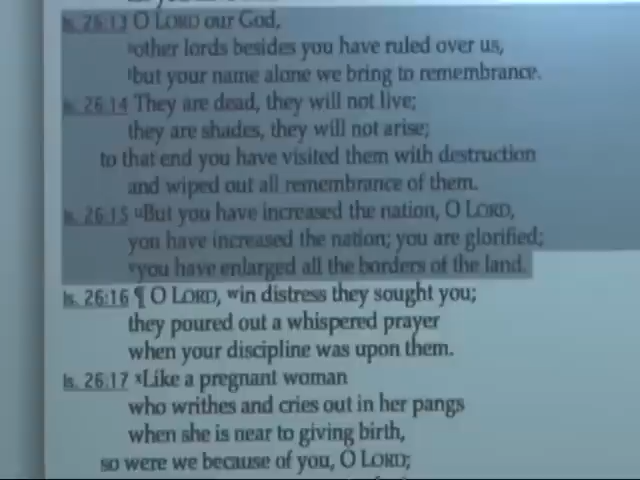 Is. 26:13 O LORD our God,
other lords besides you have ruled over us,
but your name alone we bring to remembrance.
Is. 26:14 They are dead, they will not live;
they are shades, they will not arise;
to that end you have visited them with destruction
and wiped out all remembrance of them.
Is. 26:15 uBut you have increased the nation, O LORD,
you have increased the nation; you are glorified;
vyou have enlarged all the borders of the land.
Is. 26:16 ¶ O LORD, win distress they sought you;
they poured out a whispered prayer
when your discipline was upon them.
Is. 26:17 xLike a pregnant woman
who writhes and cries out in her pangs
when she is near to giving birth,
so were we because of you, O LORD;